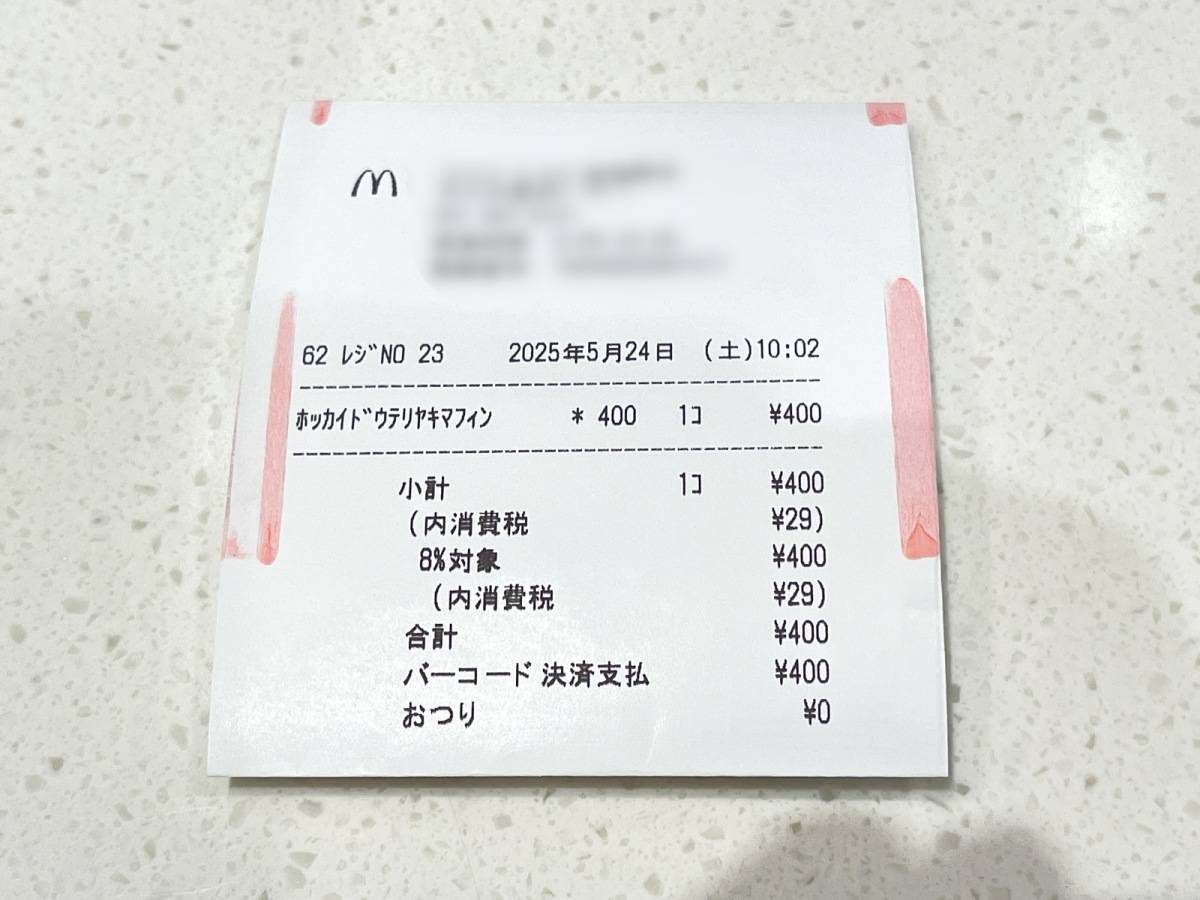 62 ﾚｼﾞNO 23 2025年5月24日 (土)10:02
ﾎｯｶｲﾄﾞｳﾃﾘﾔｷﾏﾌｨﾝ * 400 1コ ¥400
小計 1コ ¥400
(内消費税 ¥29)
8%対象 ¥400
(内消費税 ¥29)
合計 ¥400
バーコード 決済支払 ¥400
おつり ¥0